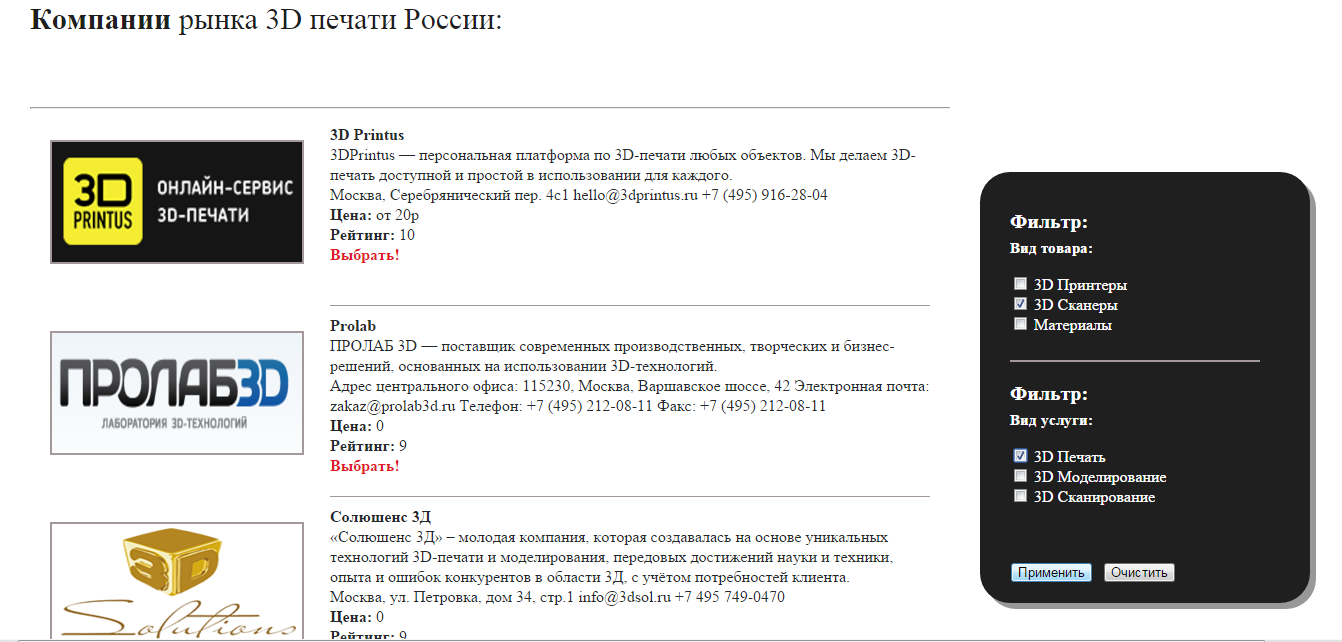 Компании рынка 3D печати России:
3D PRINTUS
ОНЛАЙН-СЕРВИС
3D-ПЕЧАТИ
3D Printus
3DPrintus — персональная платформа по 3D-печати любых объектов. Мы делаем 3D-
печать доступной и простой в использовании для каждого.
Москва, Серебрянический пер. 4с1 hello@3dprintus.ru +7 (495) 916-28-04
Цена: от 20р
Рейтинг: 10
Выбрать!
ПРОЛАБ3D
ЛАБОРАТОРИЯ 3D-ТЕХНОЛОГИЙ
Prolab
ПРОЛАБ 3D — поставщик современных производственных, творческих и бизнес-
решений, основанных на использовании 3D-технологий.
Адрес центрального офиса: 115230, Москва, Варшавское шоссе, 42 Электронная почта:
zakaz@prolab3d.ru Телефон: +7 (495) 212-08-11 Факс: +7 (495) 212-08-11
Цена: 0
Рейтинг: 9
Выбрать!
3D
Solutions
Солюшенс 3Д
«Солюшенс 3Д» – молодая компания, которая создавалась на основе уникальных
технологий 3D-печати и моделирования, передовых достижений науки и техники,
опыта и ошибок конкурентов в области 3Д, с учётом потребностей клиента.
Москва, ул. Петровка, дом 34, стр.1 info@3dsol.ru +7 495 749-0470
Цена: 0
Рейтинг: 9
Фильтр:
Вид товара:
3D Принтеры
3D Сканеры
Материалы
Фильтр:
Вид услуги:
3D Печать
3D Моделирование
3D Сканирование
Применить Очистить